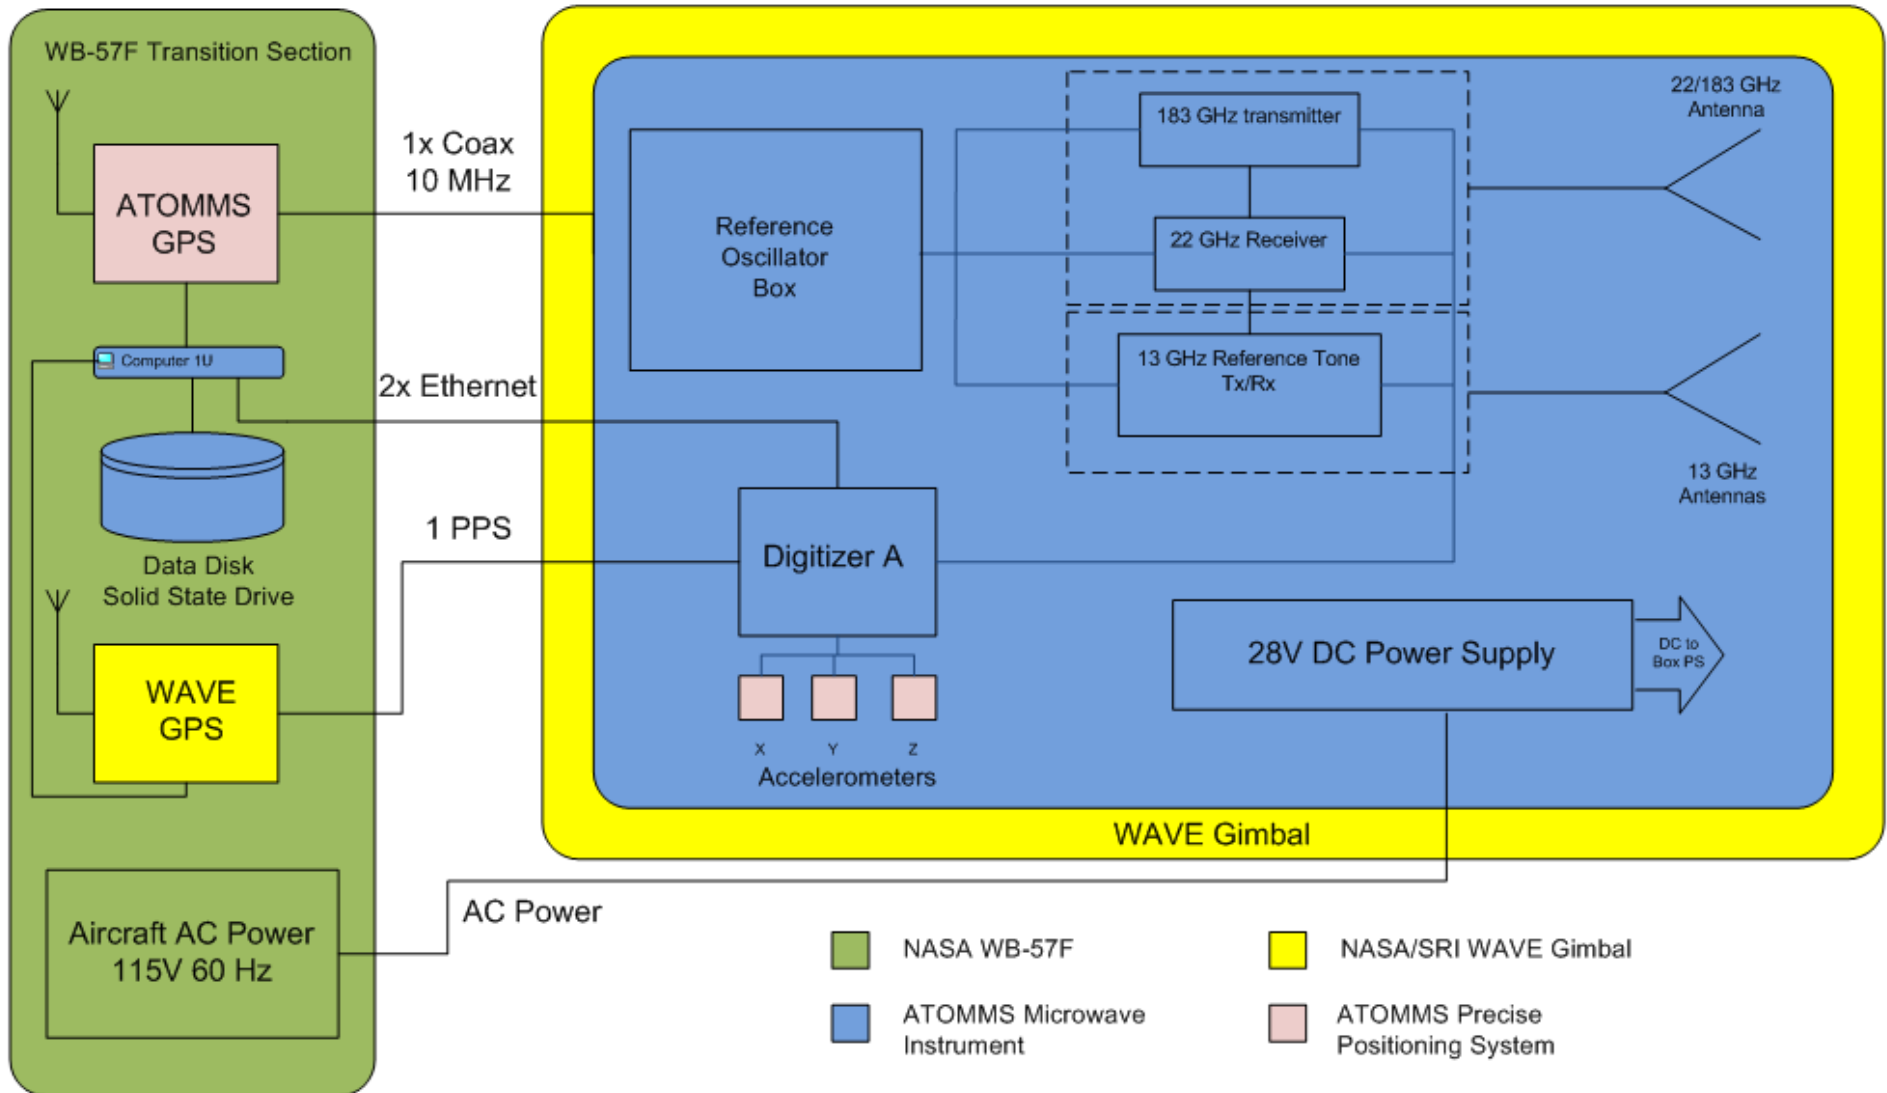 WB-57F Transition Section
ATOMMS
GPS
Computer 1U
Data Disk
Solid State Drive
WAVE
GPS
Aircraft AC Power
115V 60 Hz
1x Coax
10 MHz
2x Ethernet
1 PPS
AC Power
Reference
Oscillator
Box
183 GHz transmitter
22 GHz Receiver
13 GHz Reference Tone
Tx/Rx
22/183 GHz
Antenna
13 GHz
Antennas
Digitizer A
X Y Z
Accelerometers
28V DC Power Supply
DC to
Box PS
WAVE Gimbal
NASA WB-57F
NASA/SRI WAVE Gimbal
ATOMMS Microwave
Instrument
ATOMMS Precise
Positioning System